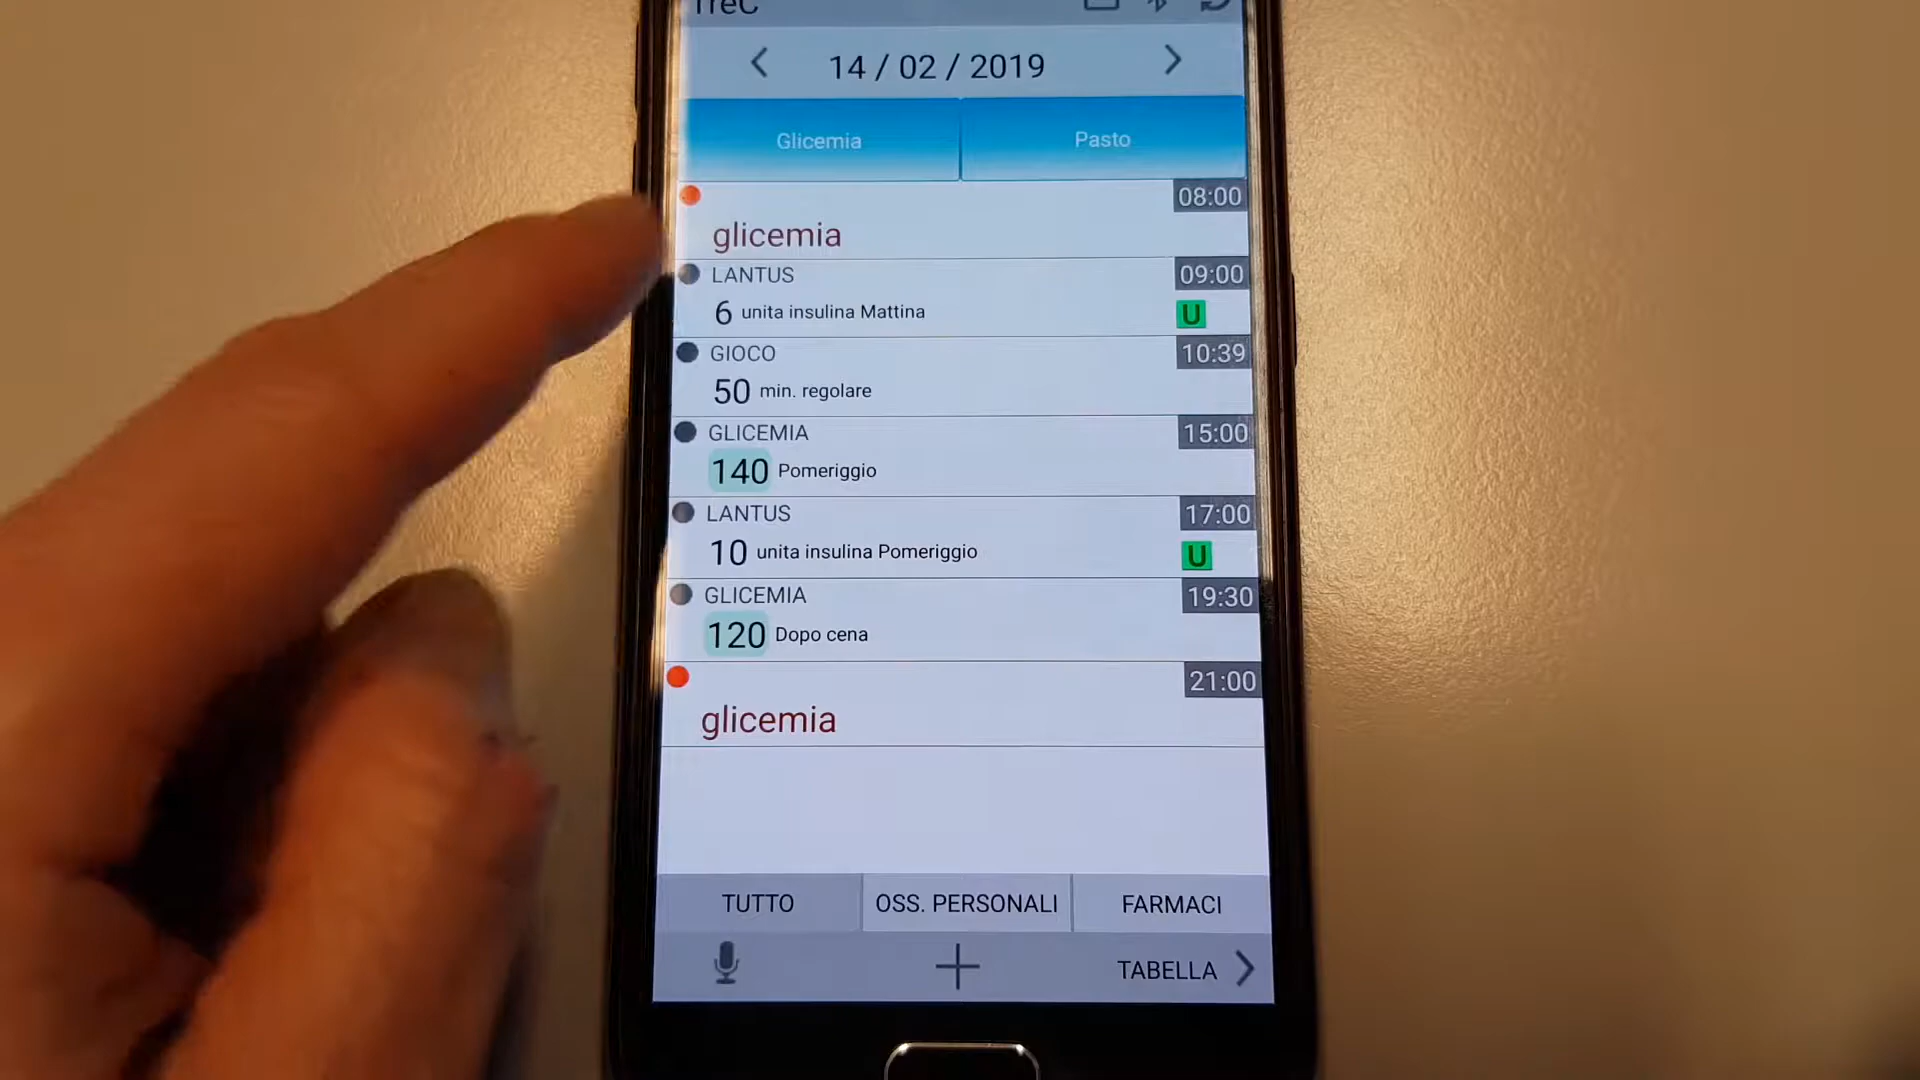 TreC
14 / 02 / 2019
Glicemia Pasto
08:00
glicemia
LANTUS 09:00
6 unita insulina Mattina U
GIOCO 10:39
50 min. regolare
GLICEMIA 15:00
140 Pomeriggio
LANTUS 17:00
10 unita insulina Pomeriggio U
GLICEMIA 19:30
120 Dopo cena
21:00
glicemia
TUTTO OSS. PERSONALI FARMACI
TABELLA